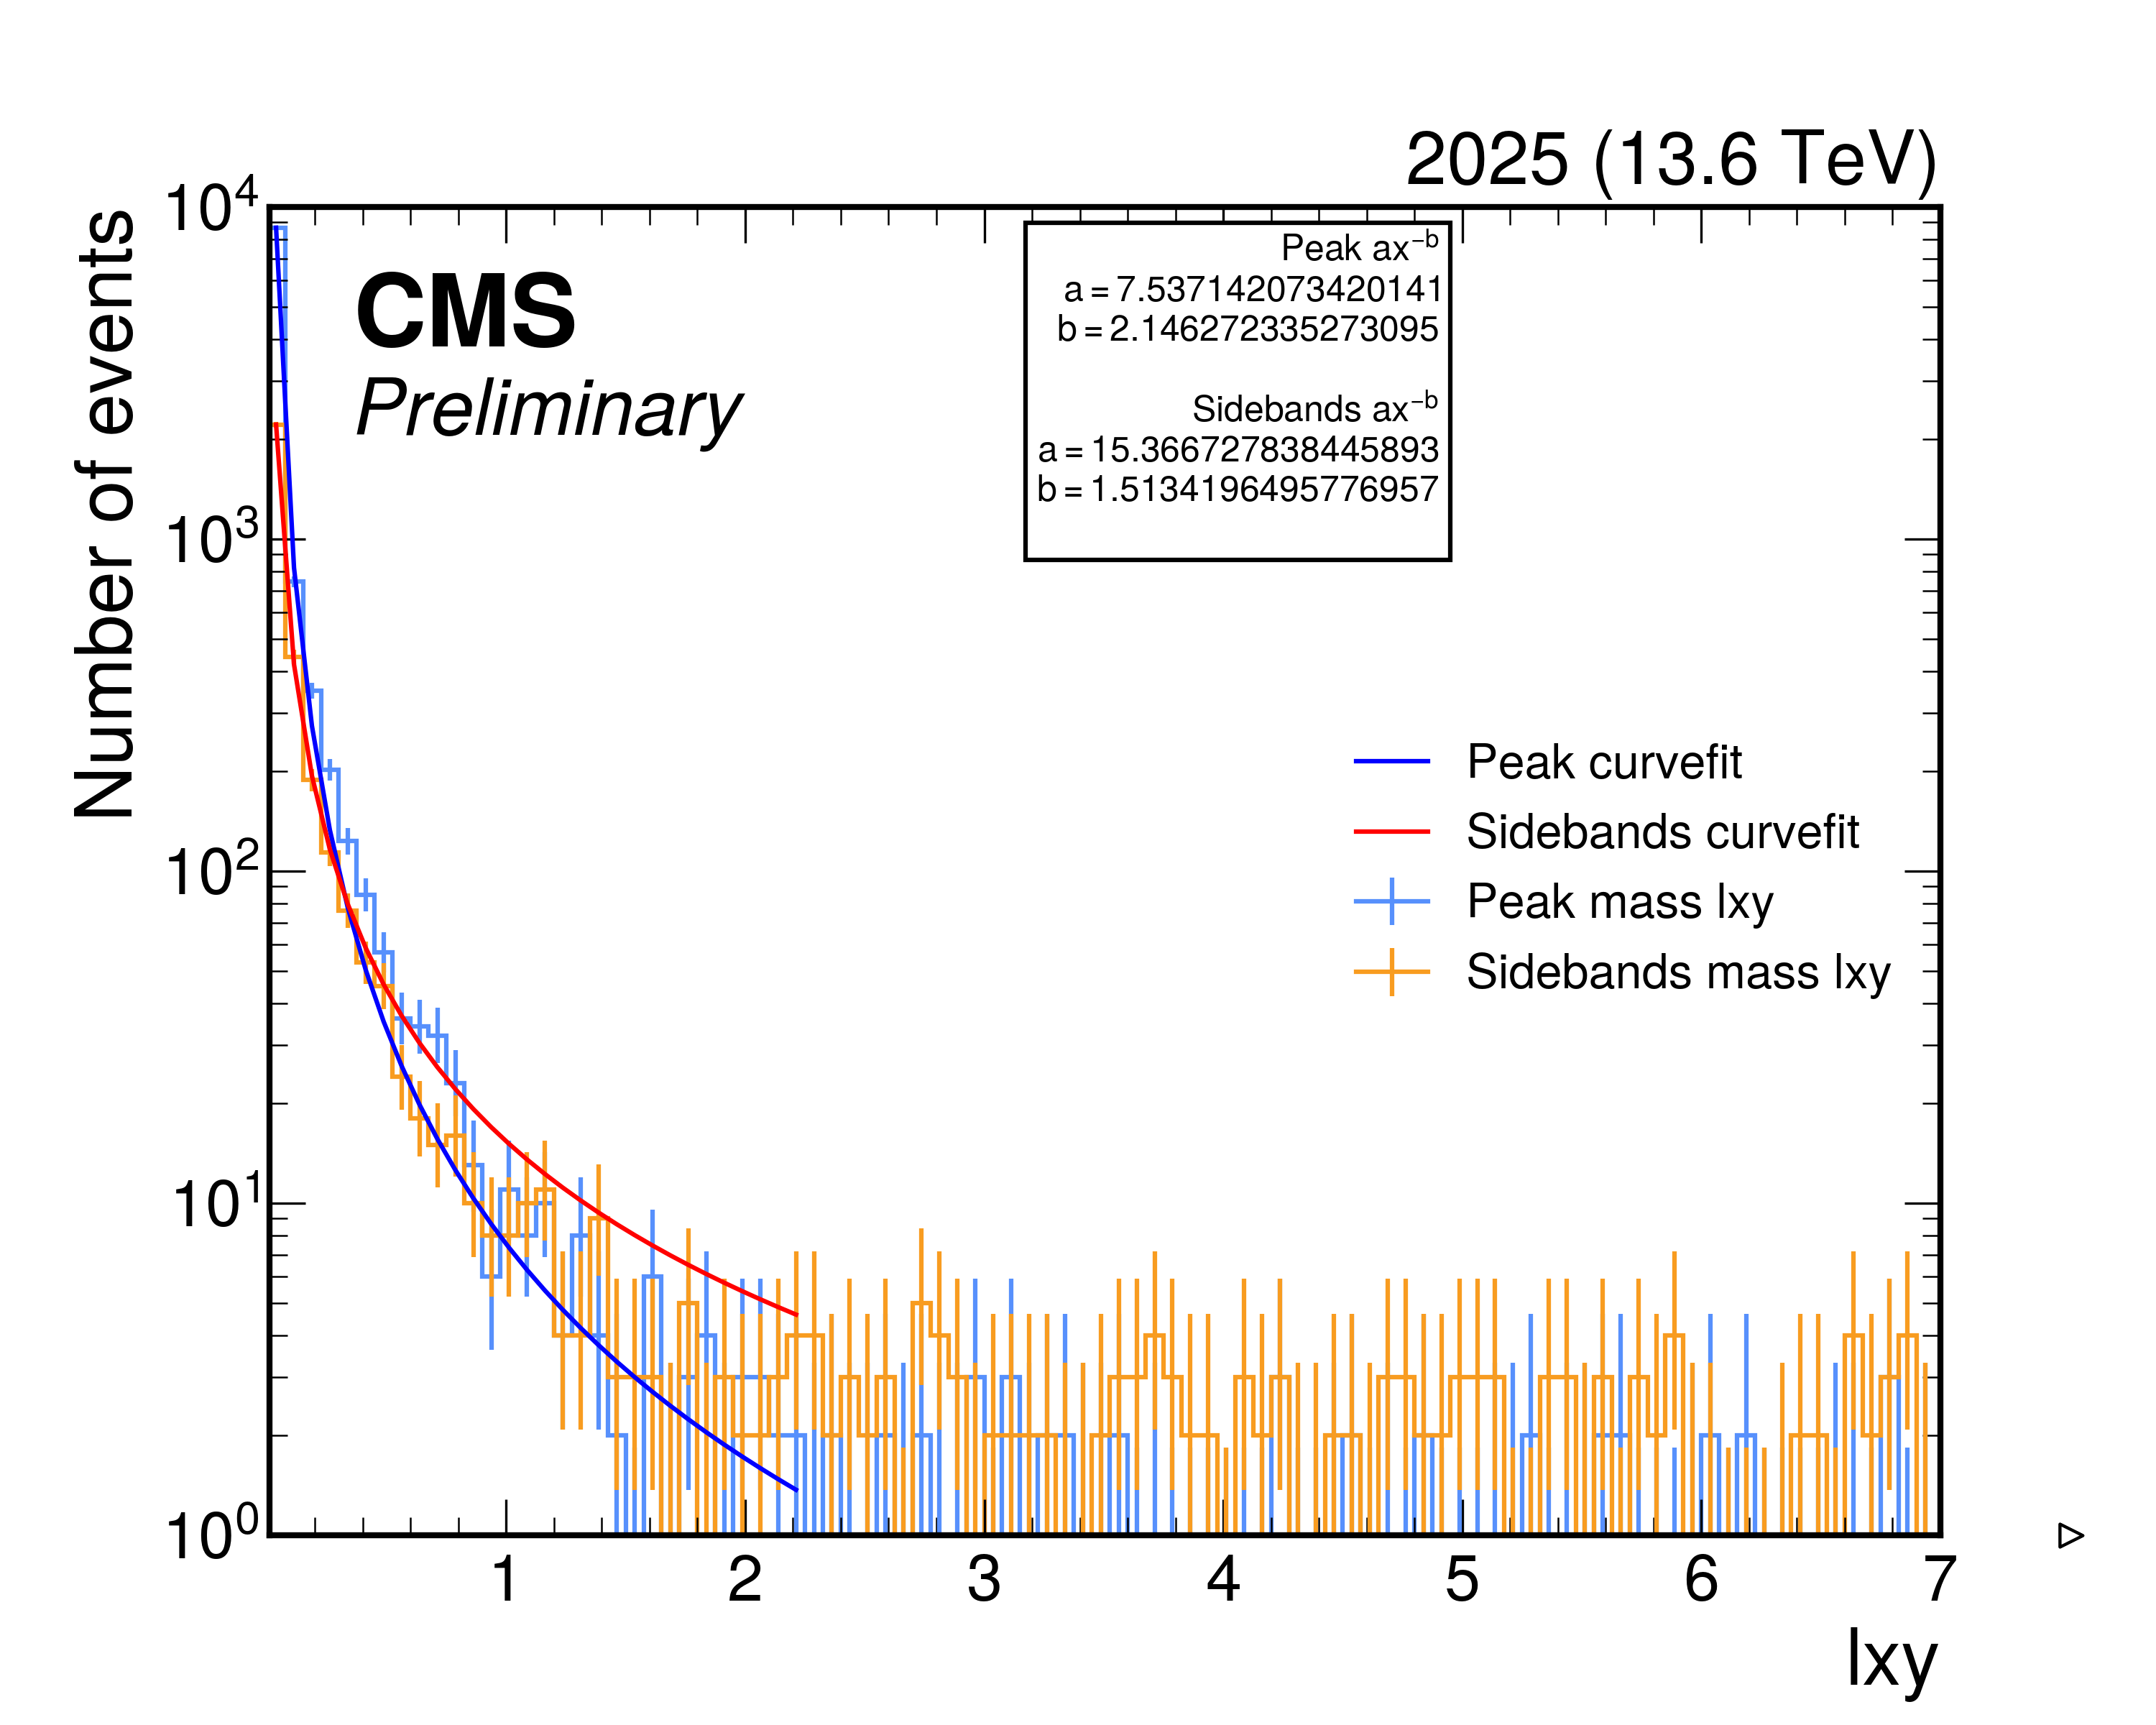 2025 (13.6 TeV)
Number of events
10⁴
10³
10²
10¹
10⁰
CMS
Preliminary
Peak ax⁻ᵇ
a = 7.537142073420141
b = 2.146272335273095
Sidebands ax⁻ᵇ
a = 15.366727838445893
b = 1.5134196495776957
Peak curvefit
Sidebands curvefit
Peak mass lxy
Sidebands mass lxy
1 2 3 4 5 6 7
lxy